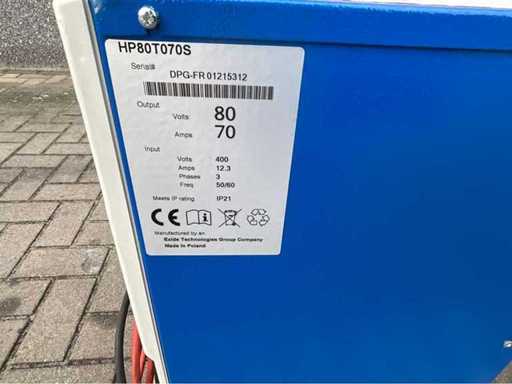 HP80T070S
Serial#
DPG-FR 01215312
Output
Volts: 80
Amps: 70
Input
Volts 400
Amps 12.3
Phases 3
Freq 50/60
Meets IP rating IP21
CE
Manufactured by an
Exide Technologies Group Company
Made in Poland